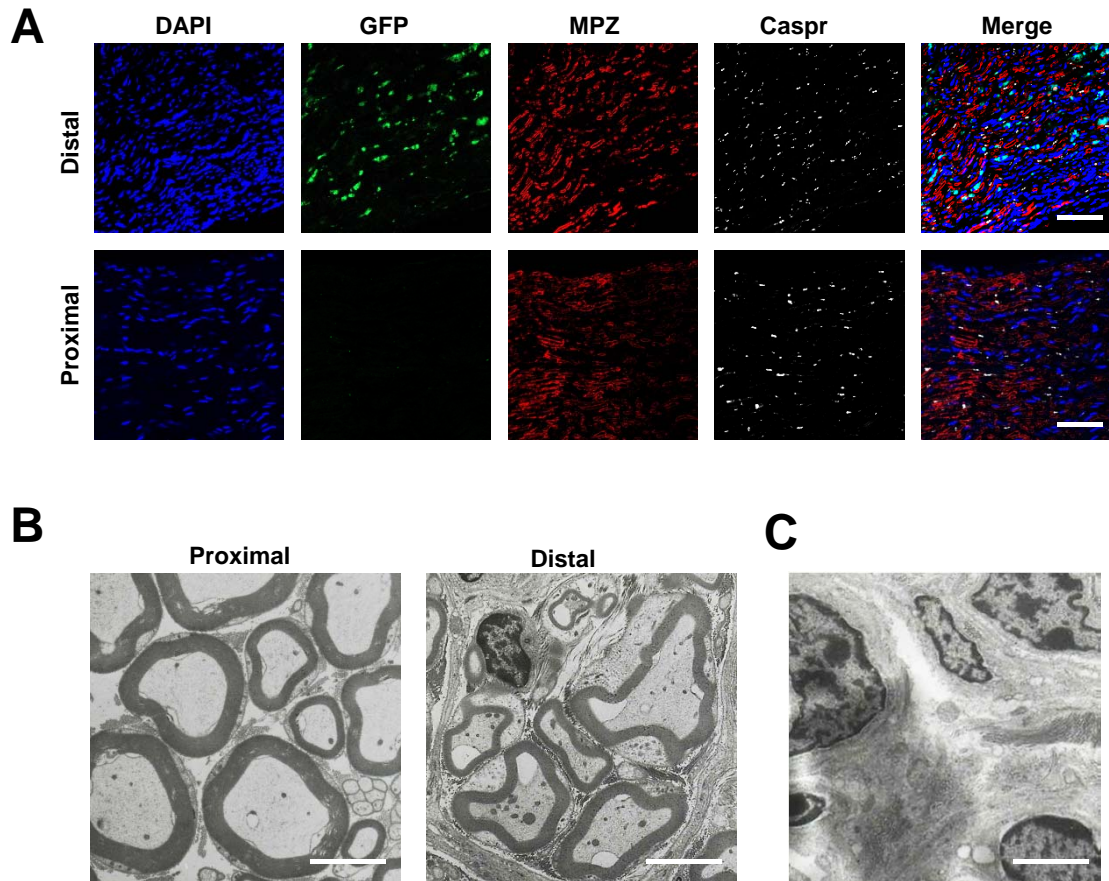 A
DAPI GFP MPZ Caspr Merge
Distal
Proximal
B
C
Proximal Distal